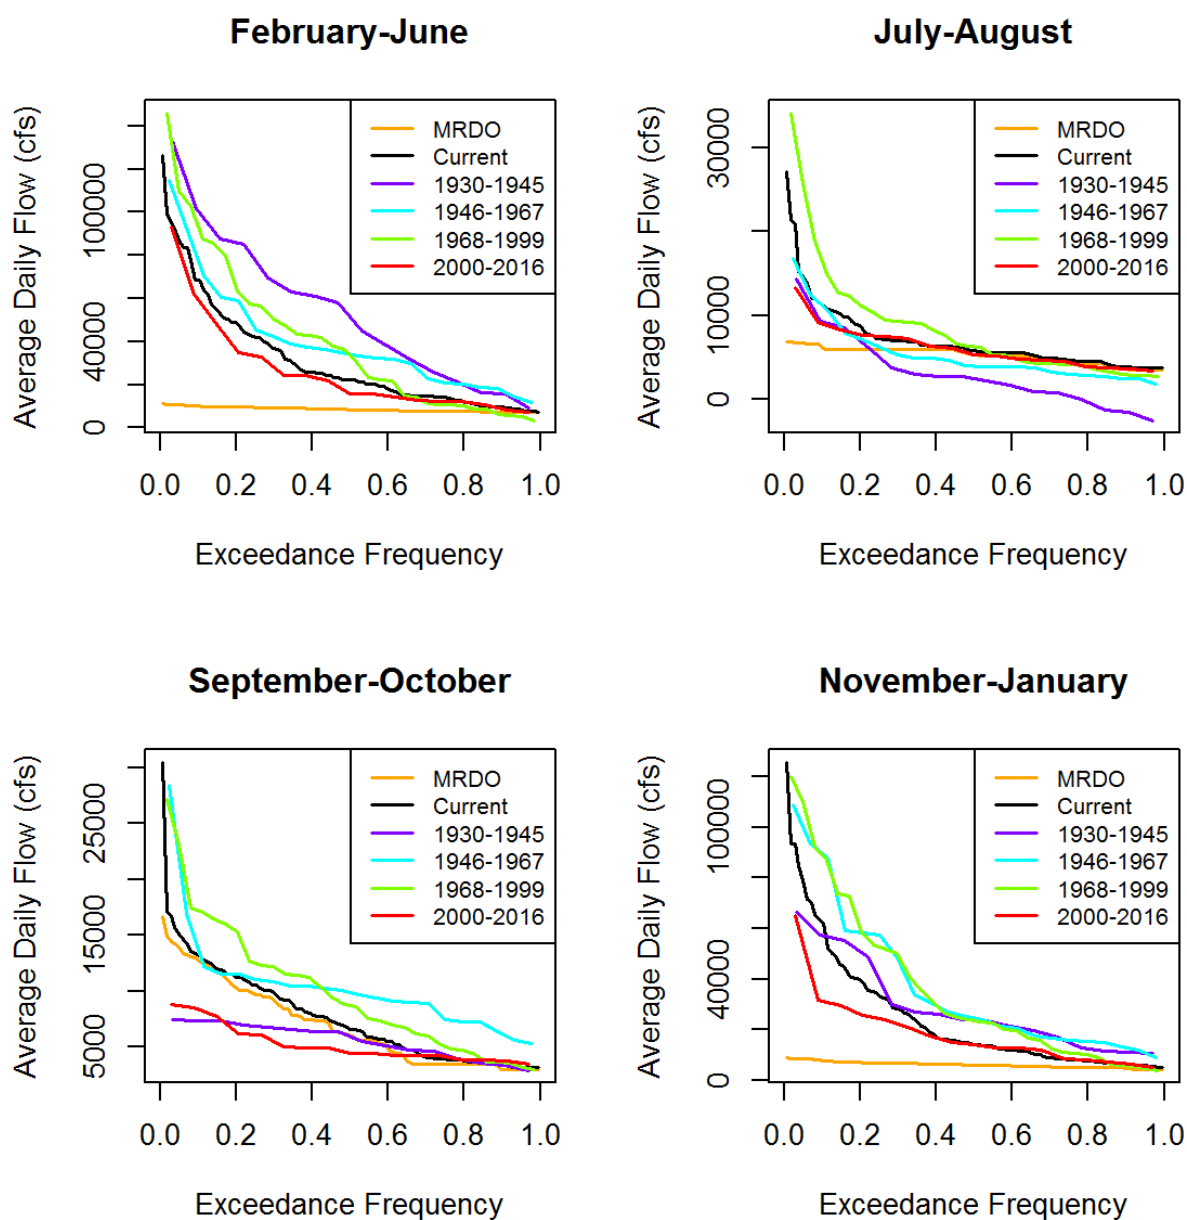 February-June
Average Daily Flow (cfs)
0
40000
100000
MRDO
Current
1930-1945
1946-1967
1968-1999
2000-2016
0.0 0.2 0.4 0.6 0.8 1.0
Exceedance Frequency
July-August
Average Daily Flow (cfs)
0
10000
30000
MRDO
Current
1930-1945
1946-1967
1968-1999
2000-2016
0.0 0.2 0.4 0.6 0.8 1.0
Exceedance Frequency
September-October
Average Daily Flow (cfs)
5000
15000
25000
MRDO
Current
1930-1945
1946-1967
1968-1999
2000-2016
0.0 0.2 0.4 0.6 0.8 1.0
Exceedance Frequency
November-January
Average Daily Flow (cfs)
0
40000
100000
MRDO
Current
1930-1945
1946-1967
1968-1999
2000-2016
0.0 0.2 0.4 0.6 0.8 1.0
Exceedance Frequency